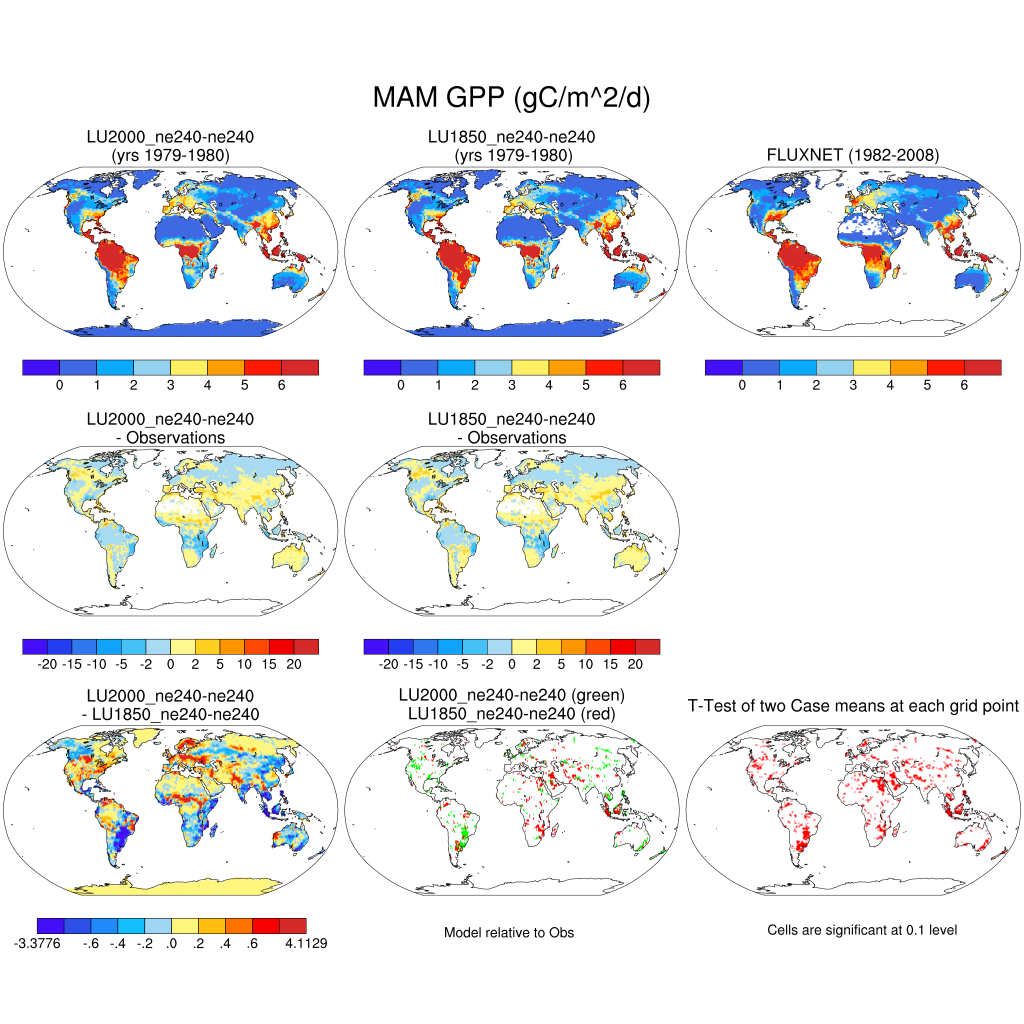 MAM GPP (gC/m^2/d)
LU2000_ne240-ne240
(yrs 1979-1980)
LU1850_ne240-ne240
(yrs 1979-1980)
FLUXNET (1982-2008)
0 1 2 3 4 5 6
0 1 2 3 4 5 6
0 1 2 3 4 5 6
LU2000_ne240-ne240
- Observations
LU1850_ne240-ne240
- Observations
-20 -15 -10 -5 -2 0 2 5 10 15 20
-20 -15 -10 -5 -2 0 2 5 10 15 20
LU2000_ne240-ne240
- LU1850_ne240-ne240
LU2000_ne240-ne240 (green)
LU1850_ne240-ne240 (red)
T-Test of two Case means at each grid point
-3.3776 -.6 -.4 -.2 .0 .2 .4 .6 4.1129
Model relative to Obs
Cells are significant at 0.1 level